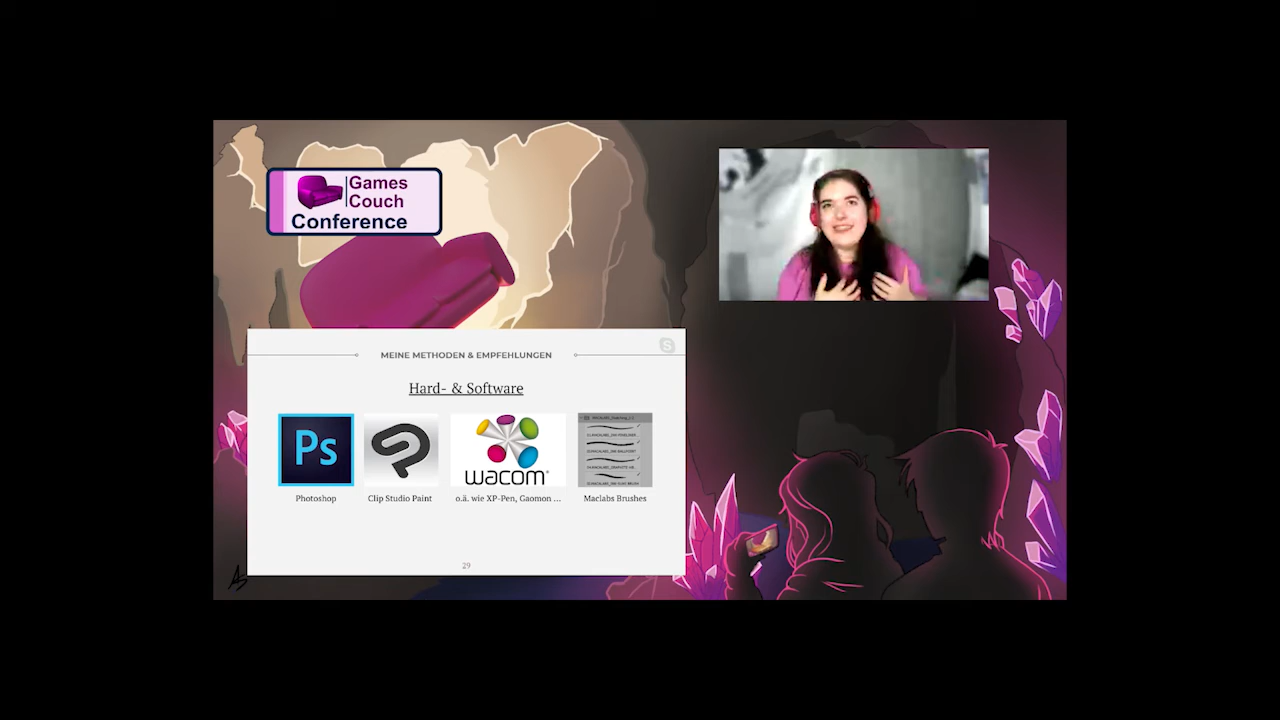 Games
Couch
Conference
MEINE METHODEN & EMPFEHLUNGEN
Hard- & Software
Ps
wacom®
Photoshop
Clip Studio Paint
o.ä. wie XP-Pen, Gaomon ...
Maclabs Brushes
29